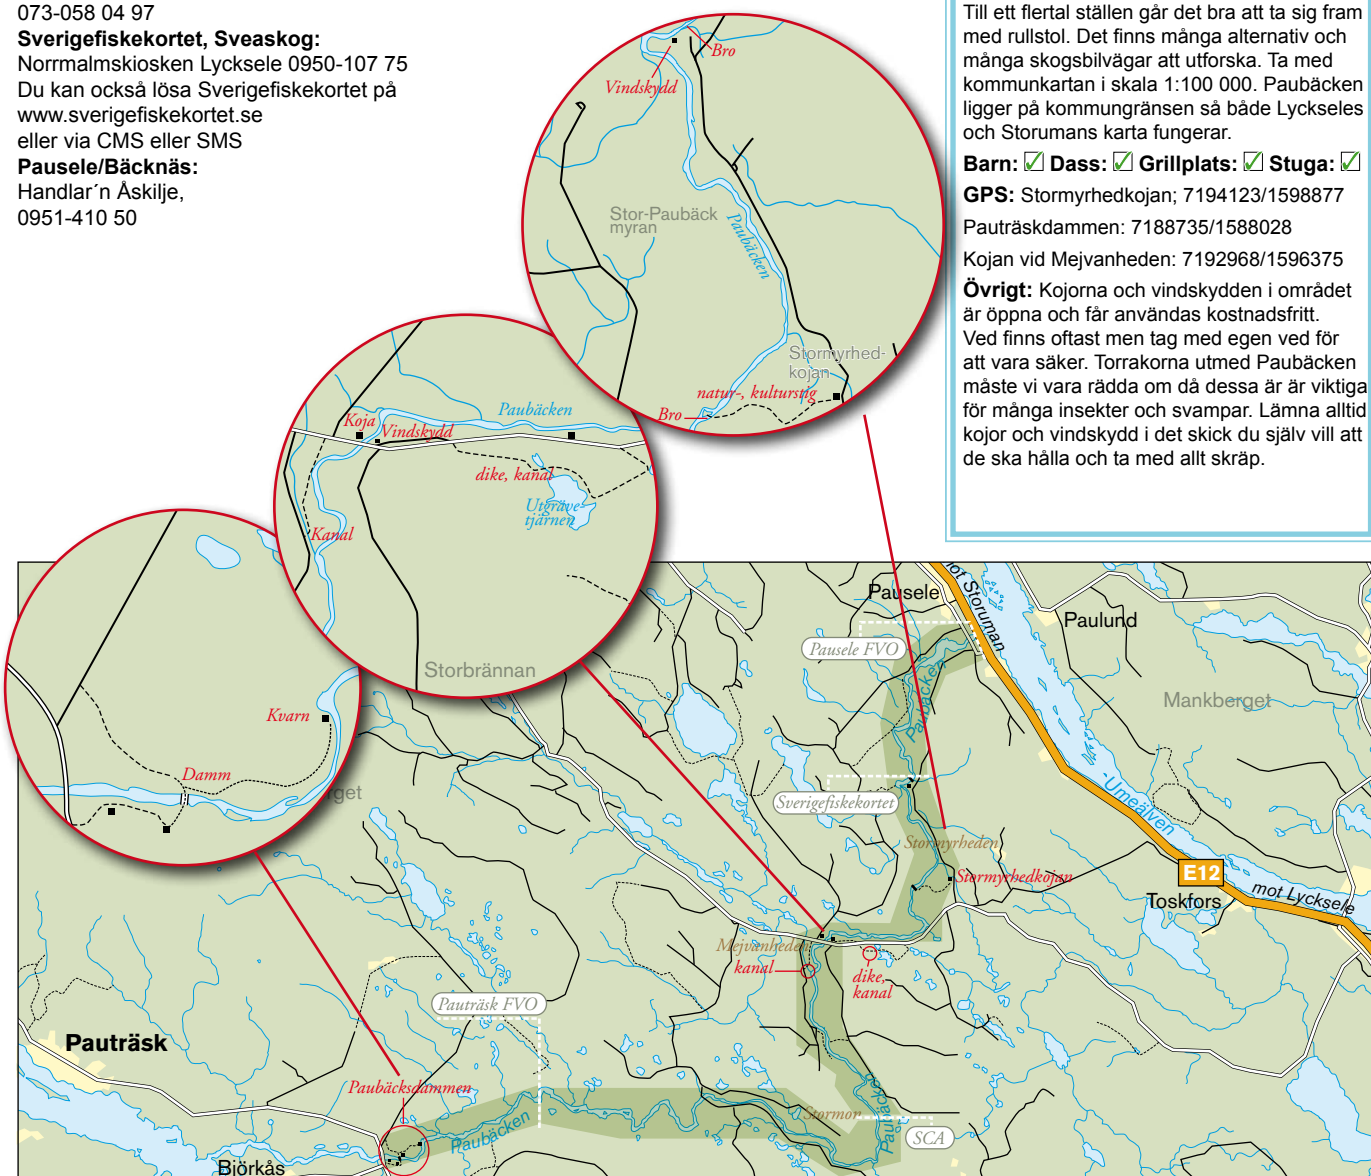 073-058 04 97
Sverigefiskekortet, Sveaskog:
Norrmalmskiosken Lycksele 0950-107 75
Du kan också lösa Sverigefiskekortet på
www.sverigefiskekortet.se
eller via CMS eller SMS
Pausele/Bäcknäs:
Handlar´n Åskilje,
0951-410 50
Till ett flertal ställen går det bra att ta sig fram
med rullstol. Det finns många alternativ och
många skogsbilvägar att utforska. Ta med
kommunkartan i skala 1:100 000. Paubäcken
ligger på kommungränsen så både Lyckseles
och Storumans karta fungerar.
Barn: ☑ Dass: ☑ Grillplats: ☑ Stuga: ☑
GPS: Stormyrhedkojan; 7194123/1598877
Pauträskdammen: 7188735/1588028
Kojan vid Mejvanheden: 7192968/1596375
Övrigt: Kojorna och vindskydden i området
är öppna och får användas kostnadsfritt.
Ved finns oftast men tag med egen ved för
att vara säker. Torrakorna utmed Paubäcken
måste vi vara rädda om då dessa är är viktiga
för många insekter och svampar. Lämna alltid
kojor och vindskydd i det skick du själv vill att
de ska hålla och ta med allt skräp.
Bro
Vindskydd
Stor-Paubäck
myran
Paubäcken
Stormyrhed-
kojan
natur-, kulturstig
Bro
Koja
Vindskydd
Paubäcken
dike, kanal
Utgräve-
tjärnen
Kanal
Storbrännan
Kvarn
Damm
rget
Pausele
mot Storuman
Paulund
Pausele FVO
Paubäcken
Mankberget
Umeälven
Sverigefiskekortet
Stormyrheden
Stormyrhedkojan
E12
Toskfors
mot Lycksele
Mejvanheden
kanal
dike,
kanal
Pauträsk FVO
Pauträsk
Paubäcksdammen
Paubäcken
Stormon
Paubäcken
SCA
Björkås